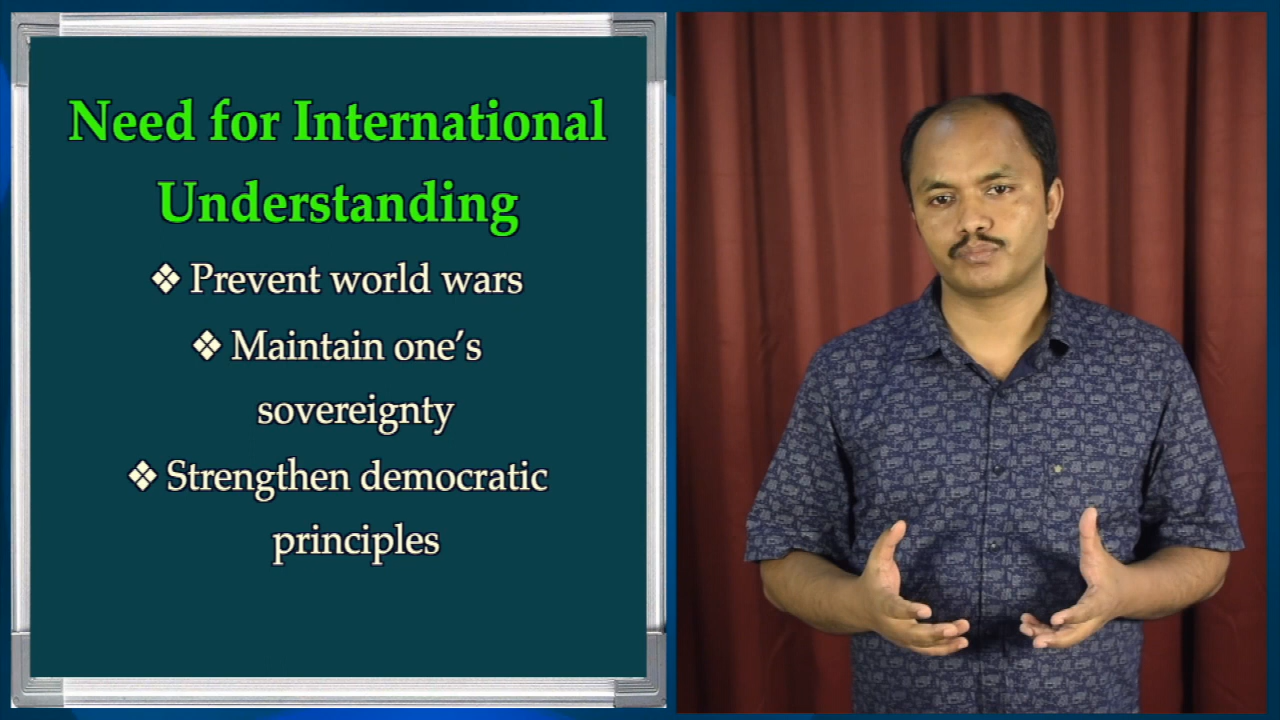 Need for International
Understanding
❖ Prevent world wars
❖ Maintain one’s
sovereignty
❖ Strengthen democratic
principles